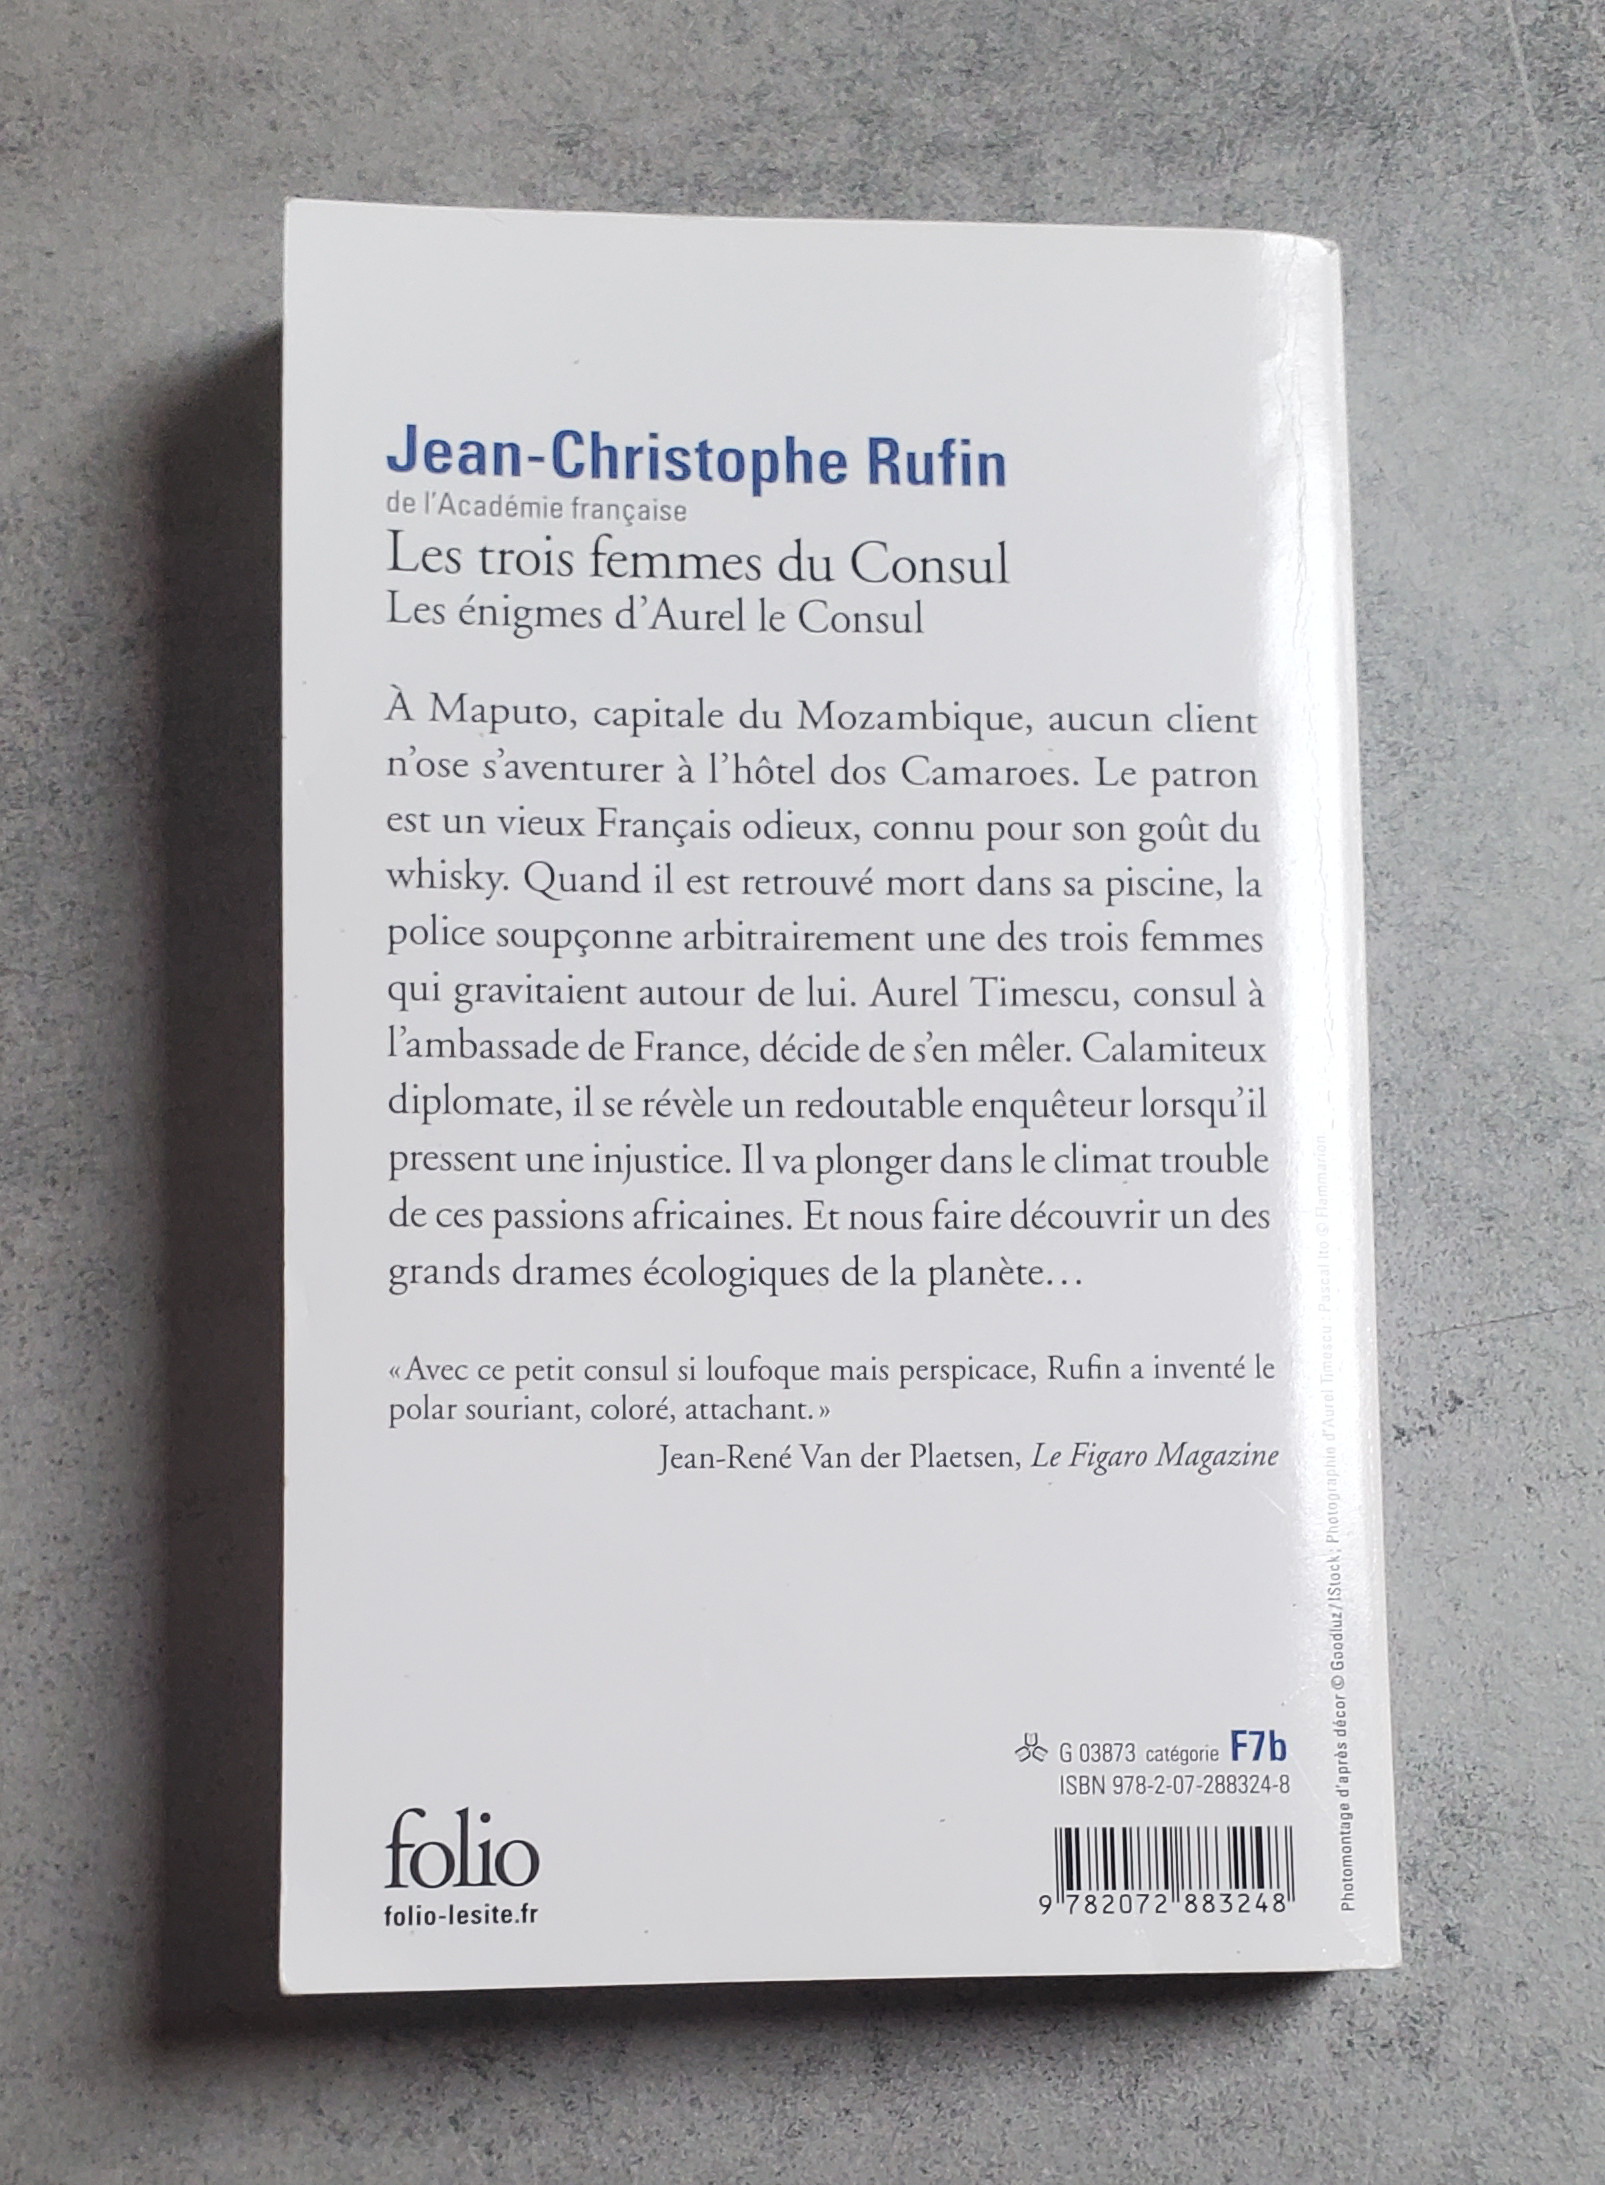 Jean-Christophe Rufin
de l'Académie française
Les trois femmes du Consul
Les énigmes d'Aurel le Consul
À Maputo, capitale du Mozambique, aucun client
n'ose s'aventurer à l'hôtel dos Camaroes. Le patron
est un vieux Français odieux, connu pour son goût du
whisky. Quand il est retrouvé mort dans sa piscine, la
police soupçonne arbitrairement une des trois femmes
qui gravitaient autour de lui. Aurel Timescu, consul à
l'ambassade de France, décide de s'en mêler. Calamiteux
diplomate, il se révèle un redoutable enquêteur lorsqu'il
pressent une injustice. Il va plonger dans le climat trouble
de ces passions africaines. Et nous faire découvrir un des
grands drames écologiques de la planète…
« Avec ce petit consul si loufoque mais perspicace, Rufin a inventé le
polar souriant, coloré, attachant. »
Jean-René Van der Plaetsen, Le Figaro Magazine
G 03873 catégorie F7b
ISBN 978-2-07-288324-8
9 782072 883248
folio
folio-lesite.fr
Photomontage d'après décor © Goodluz / IStock ; Photographie d'Aurel Timescu : Pascal Ito © Flammarion